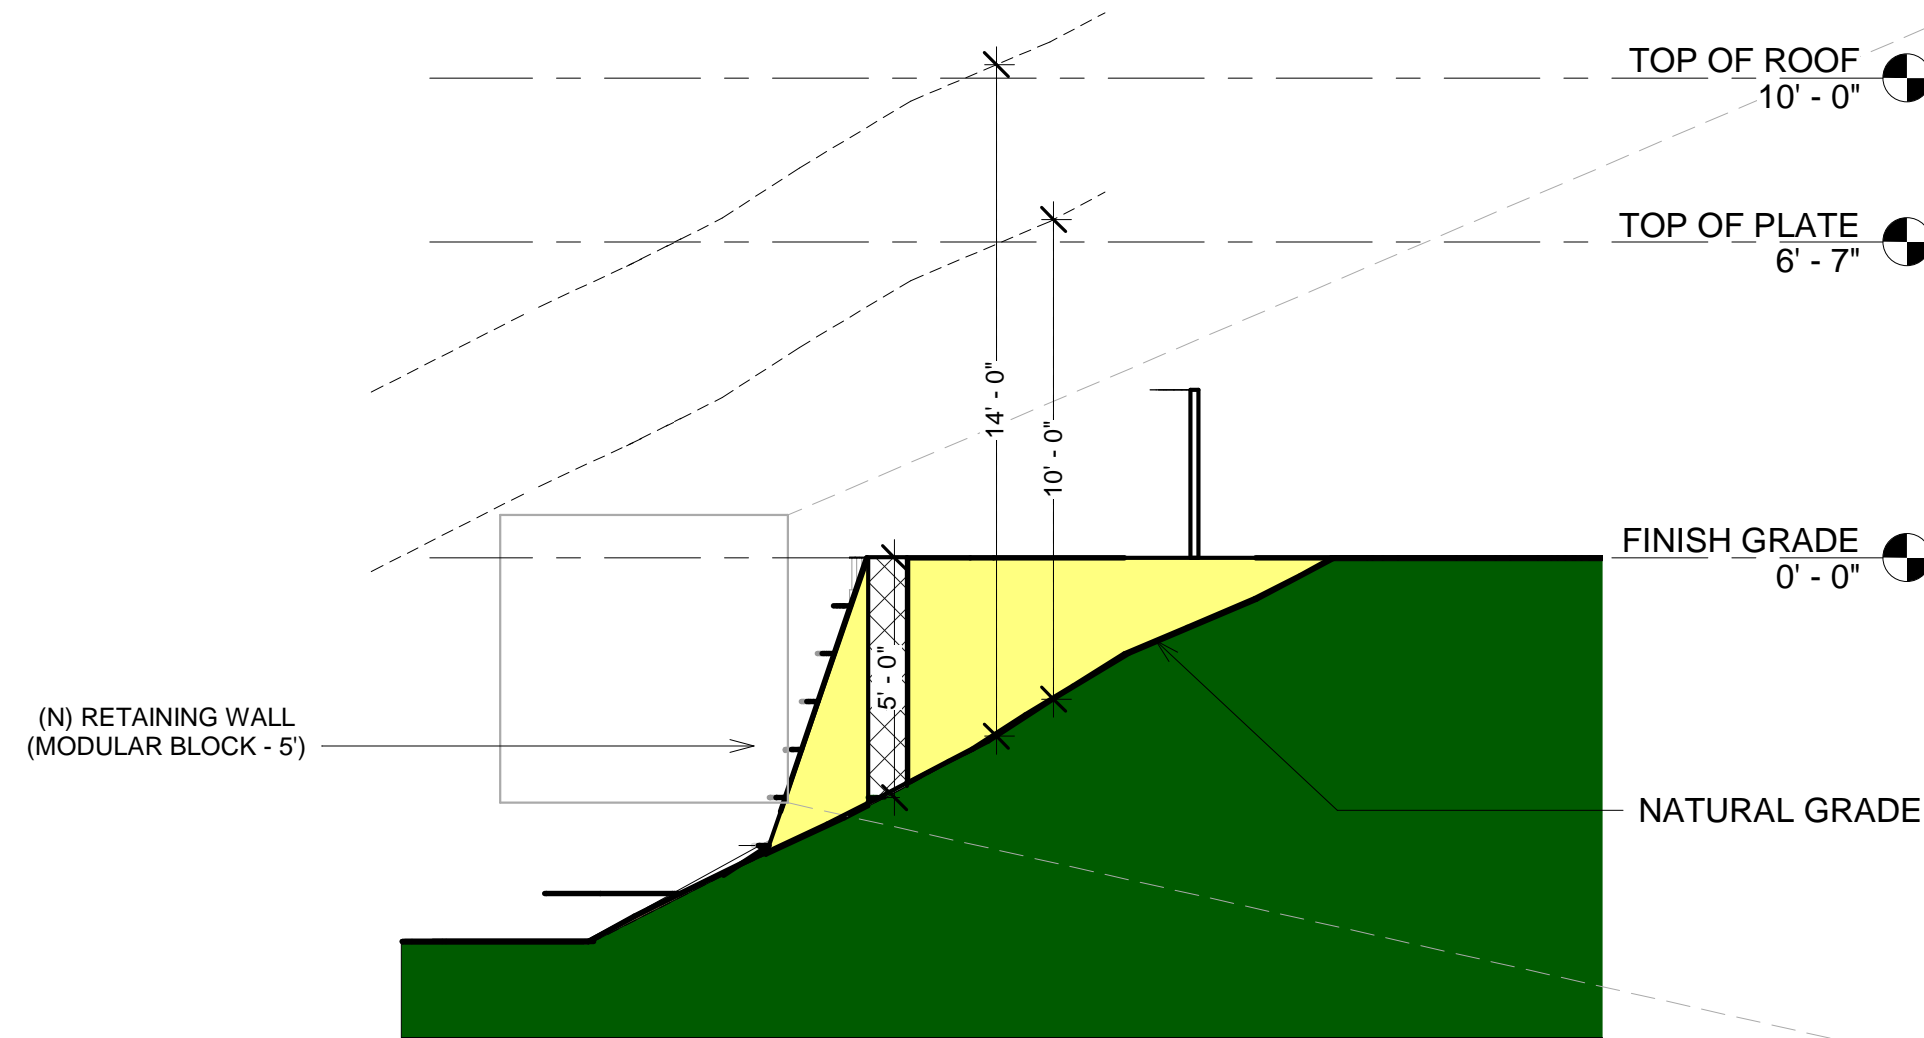 TOP OF ROOF
10' - 0"
TOP OF PLATE
6' - 7"
14' - 0"
10' - 0"
FINISH GRADE
0' - 0"
5' - 0"
(N) RETAINING WALL
(MODULAR BLOCK - 5')
NATURAL GRADE